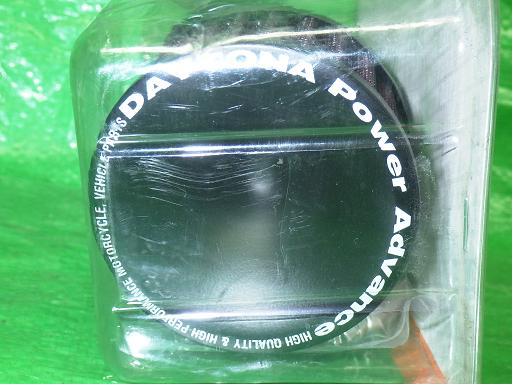 DAYTONA Power Advance
HIGH QUALITY & HIGH PERFORMANCE MOTORCYCLE. VEHICLE PARTS